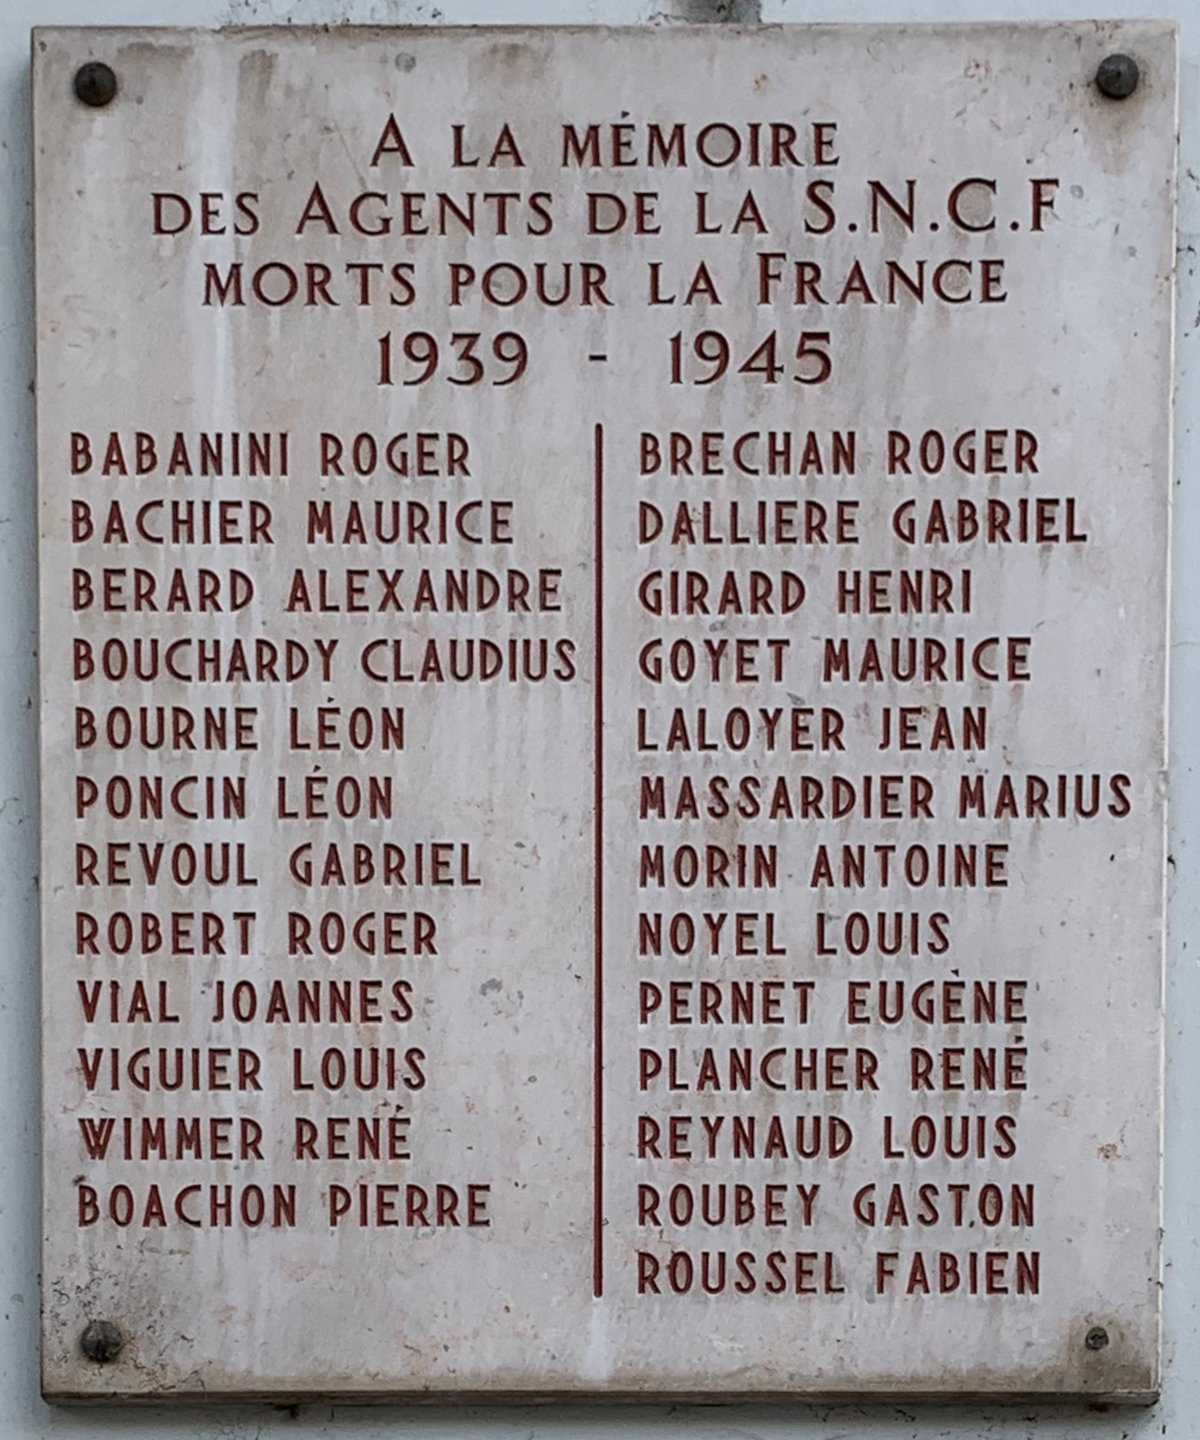 A LA MÉMOIRE
DES AGENTS DE LA S.N.C.F
MORTS POUR LA FRANCE
1939 - 1945
BABANINI ROGER
BACHIER MAURICE
BERARD ALEXANDRE
BOUCHARDY CLAUDIUS
BOURNE LÉON
PONCIN LÉON
REVOUL GABRIEL
ROBERT ROGER
VIAL JOANNES
VIGUIER LOUIS
WIMMER RENÉ
BOACHON PIERRE
BRECHAN ROGER
DALLIERE GABRIEL
GIRARD HENRI
GOYET MAURICE
LALOYER JEAN
MASSARDIER MARIUS
MORIN ANTOINE
NOYEL LOUIS
PERNET EUGÈNE
PLANCHER RENÉ
REYNAUD LOUIS
ROUBEY GASTON
ROUSSEL FABIEN